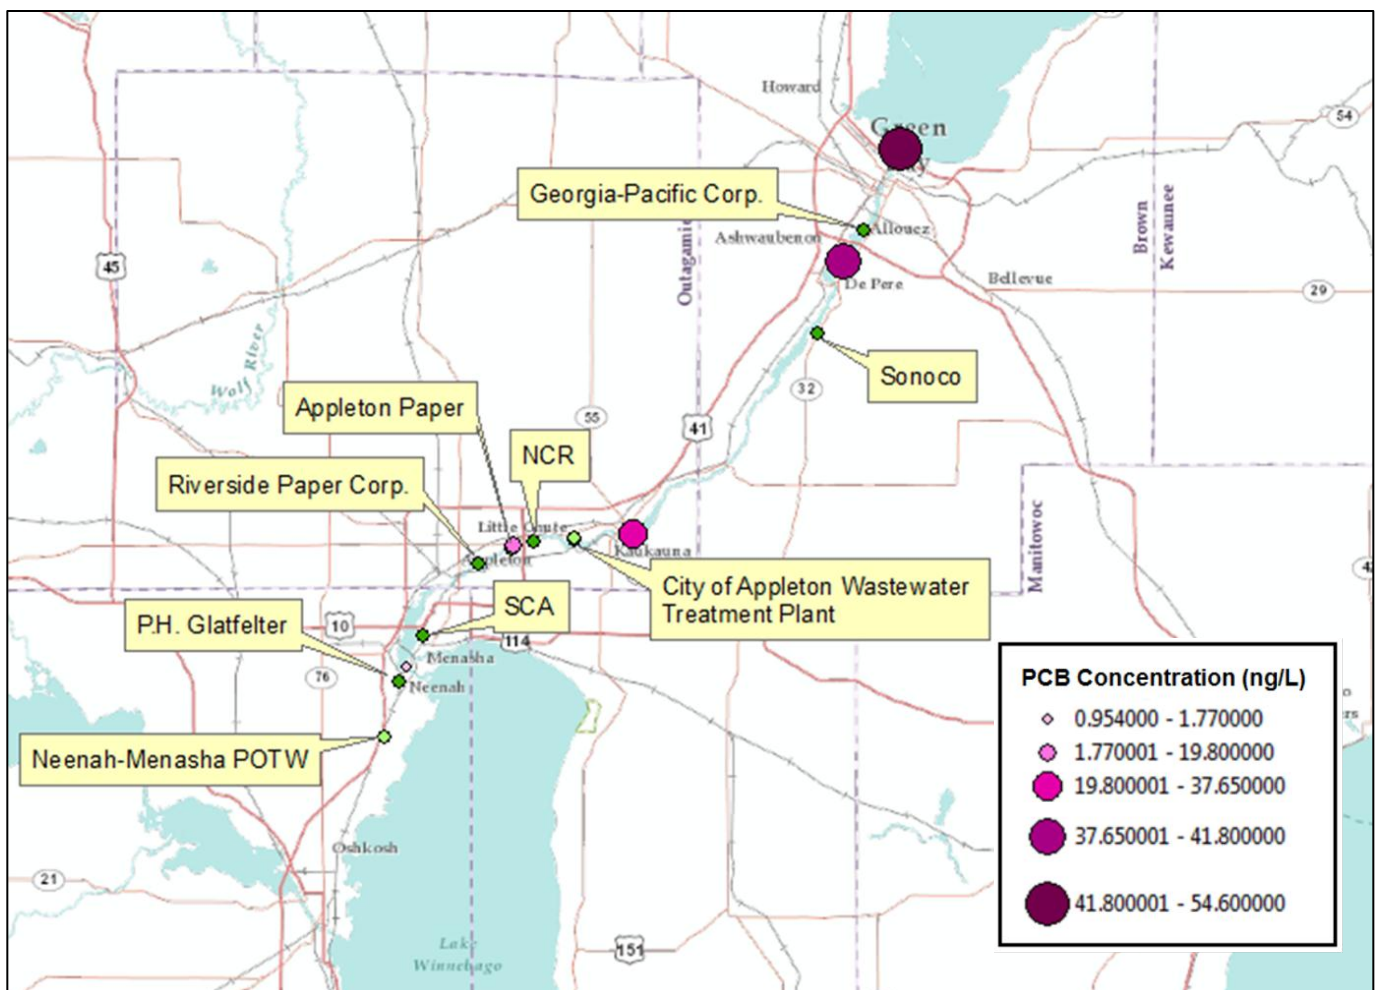 Howard
54
Green
Georgia-Pacific Corp.
Allouez
Ashwaubenon
Brown
Kewaunee
Outagamie
45
De Pere
Bellevue
29
Wolf River
Sonoco
32
Appleton Paper
55
41
NCR
Riverside Paper Corp.
Little Chute
Kaukauna
Appleton
Manitowoc
City of Appleton Wastewater
Treatment Plant
SCA
P.H. Glatfelter
10
114
Menasha
76
Neenah
Neenah-Menasha POTW
PCB Concentration (ng/L)
0.954000 - 1.770000
1.770001 - 19.800000
19.800001 - 37.650000
37.650001 - 41.800000
41.800001 - 54.600000
Oshkosh
21
Lake
Winnebago
151